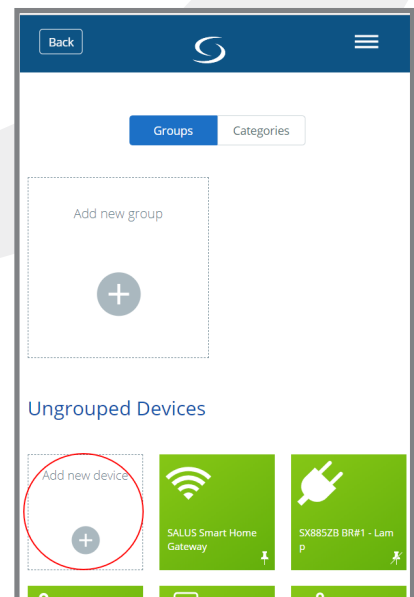 Back
Groups Categories
Add new group
Ungrouped Devices
Add new device
SALUS Smart Home
Gateway
SX885ZB BR#1 - Lam
p